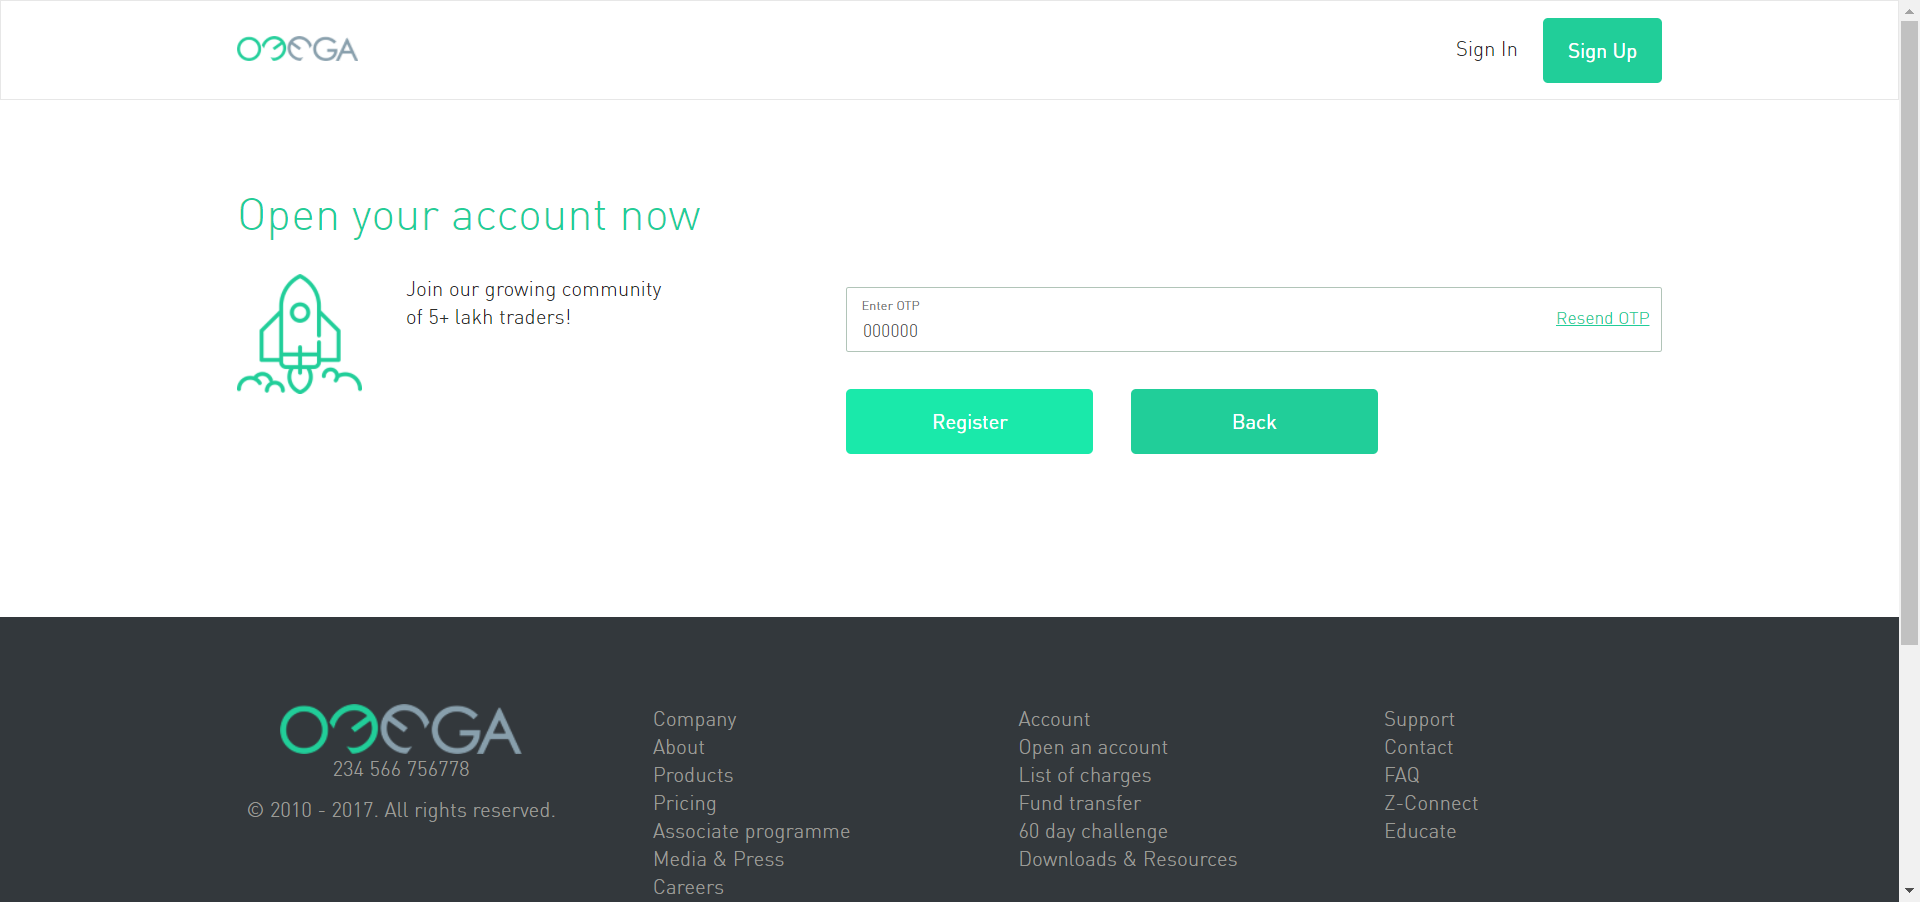 OMEGA
Sign In
Sign Up
Open your account now
Join our growing community
of 5+ lakh traders!
Enter OTP
000000
Resend OTP
Register
Back
OMEGA
234 566 756778
© 2010 - 2017. All rights reserved.
Company
About
Products
Pricing
Associate programme
Media & Press
Careers
Account
Open an account
List of charges
Fund transfer
60 day challenge
Downloads & Resources
Support
Contact
FAQ
Z-Connect
Educate